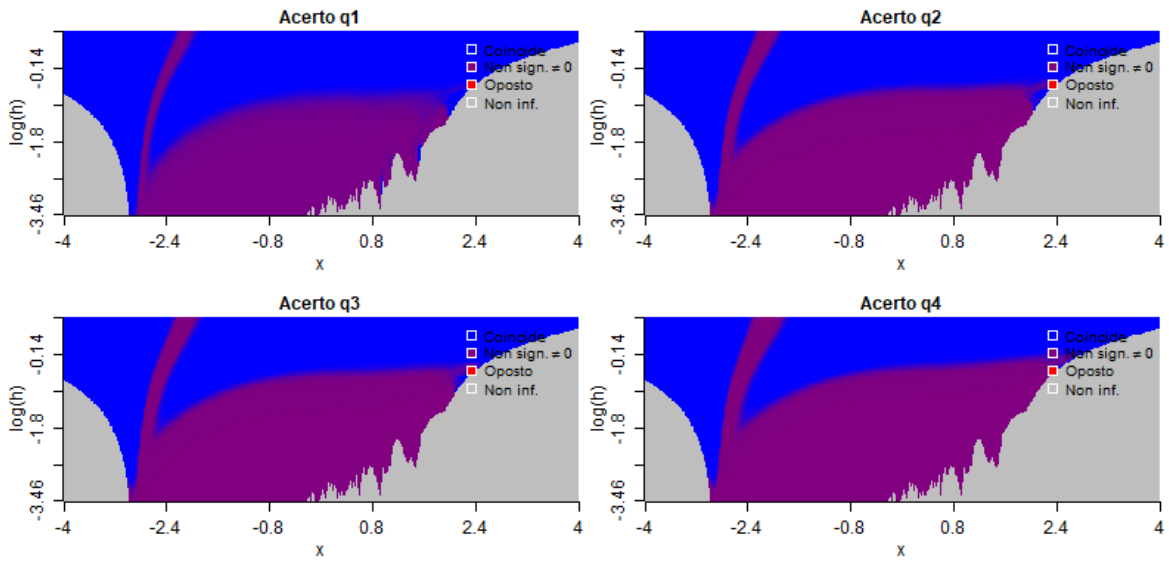 Acerto q1
Coincide
Non sign. ≠ 0
Oposto
Non inf.
log(h)
-0.14
-1.8
-3.46
-4 -2.4 -0.8 0.8 2.4 4
x
Acerto q2
Coincide
Non sign. ≠ 0
Oposto
Non inf.
log(h)
-0.14
-1.8
-3.46
-4 -2.4 -0.8 0.8 2.4 4
x
Acerto q3
Coincide
Non sign. ≠ 0
Oposto
Non inf.
log(h)
-0.14
-1.8
-3.46
-4 -2.4 -0.8 0.8 2.4 4
x
Acerto q4
Coincide
Non sign. ≠ 0
Oposto
Non inf.
log(h)
-0.14
-1.8
-3.46
-4 -2.4 -0.8 0.8 2.4 4
x